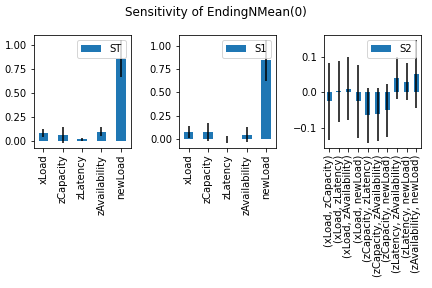 Sensitivity of EndingNMean(0)
ST
1.00
0.75
0.50
0.25
0.00
xLoad
zCapacity
zLatency
zAvailability
newLoad
S1
1.00
0.75
0.50
0.25
0.00
xLoad
zCapacity
zLatency
zAvailability
newLoad
S2
0.1
0.0
−0.1
(xLoad, zCapacity)
(xLoad, zLatency)
(xLoad, zAvailability)
(xLoad, newLoad)
(zCapacity, zLatency)
(zCapacity, zAvailability)
(zCapacity, newLoad)
(zLatency, zAvailability)
(zLatency, newLoad)
(zAvailability, newLoad)